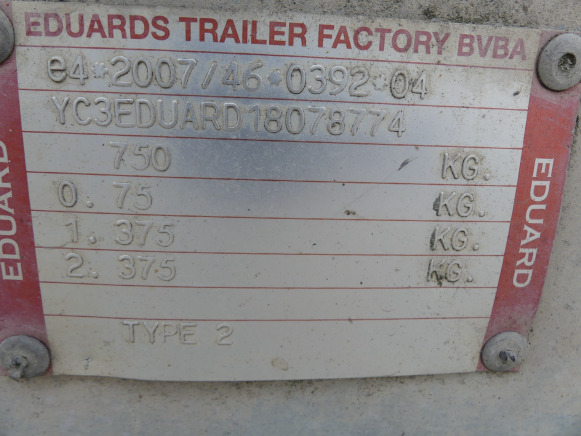 EDUARDS TRAILER FACTORY BVBA
e4*2007/46*0392*04
YC3EDUARD18078774
750 KG.
0. 75 KG.
1. 375 KG.
2. 375 KG.
TYPE 2
EDUARD
EDUARD